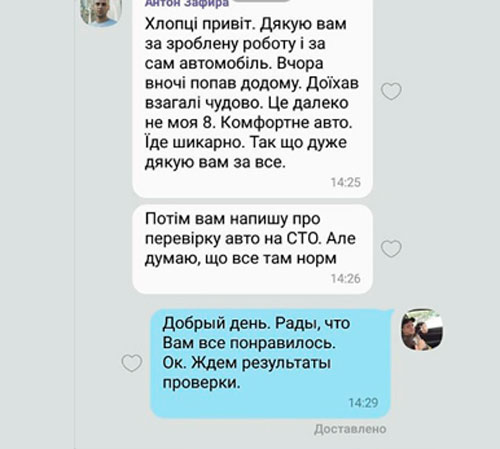 Антон Зафира
Хлопці привіт. Дякую вам
за зроблену роботу і за
сам автомобіль. Вчора
вночі попав додому. Доїхав
взагалі чудово. Це далеко
не моя 8. Комфортне авто.
Їде шикарно. Так що дуже
дякую вам за все.
14:25
Потім вам напишу про
перевірку авто на СТО. Але
думаю, що все там норм
14:26
Добрый день. Рады, что
Вам все понравилось.
Ок. Ждем результаты
проверки.
14:29
Доставлено